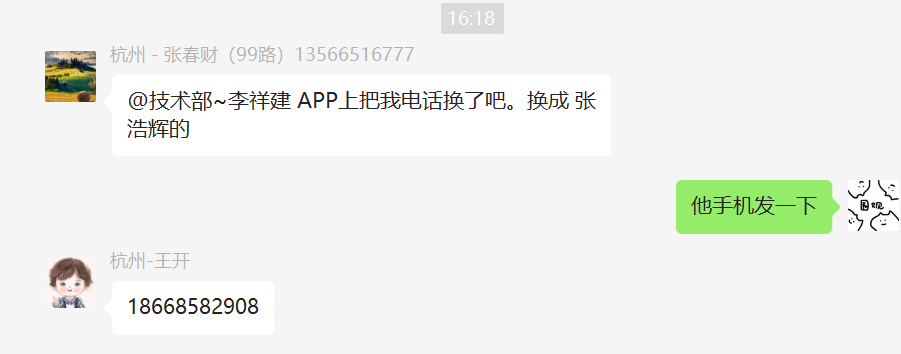 16:18
杭州 - 张春财（99路）13566516777
@技术部~李祥建 APP上把我电话换了吧。换成 张
浩辉的
他手机发一下
围观
杭州-王开
18668582908